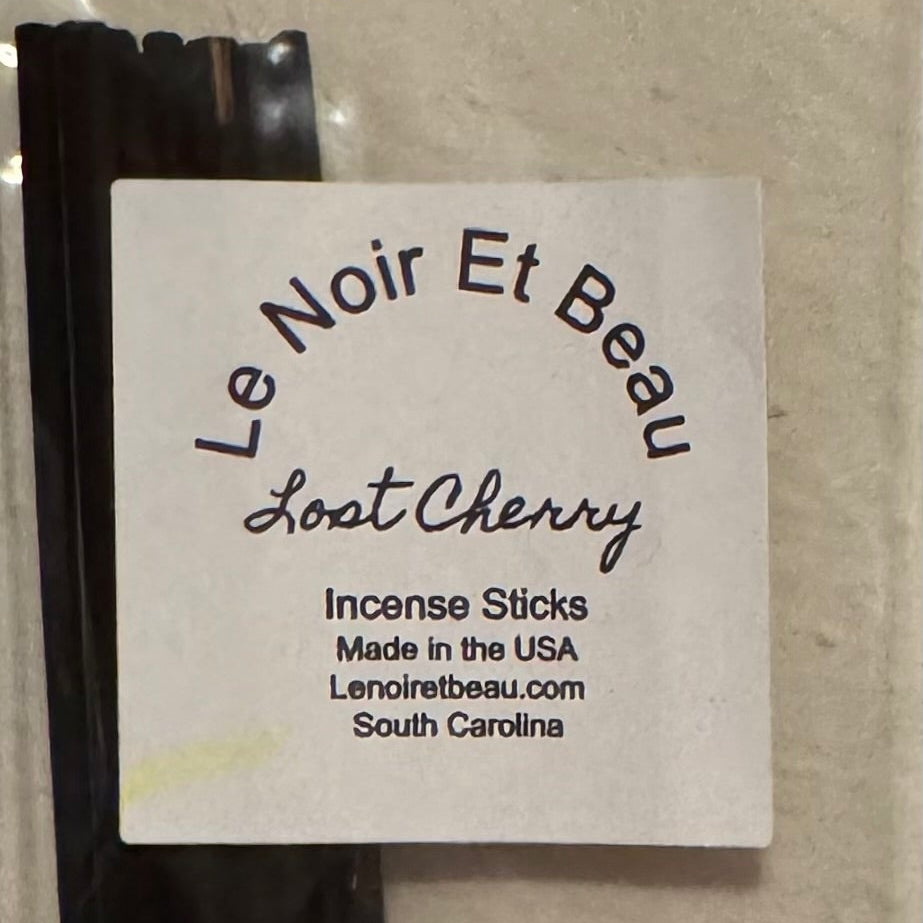 Le Noir Et Beau
Lost Cherry
Incense Sticks
Made in the USA
Lenoiretbeau.com
South Carolina